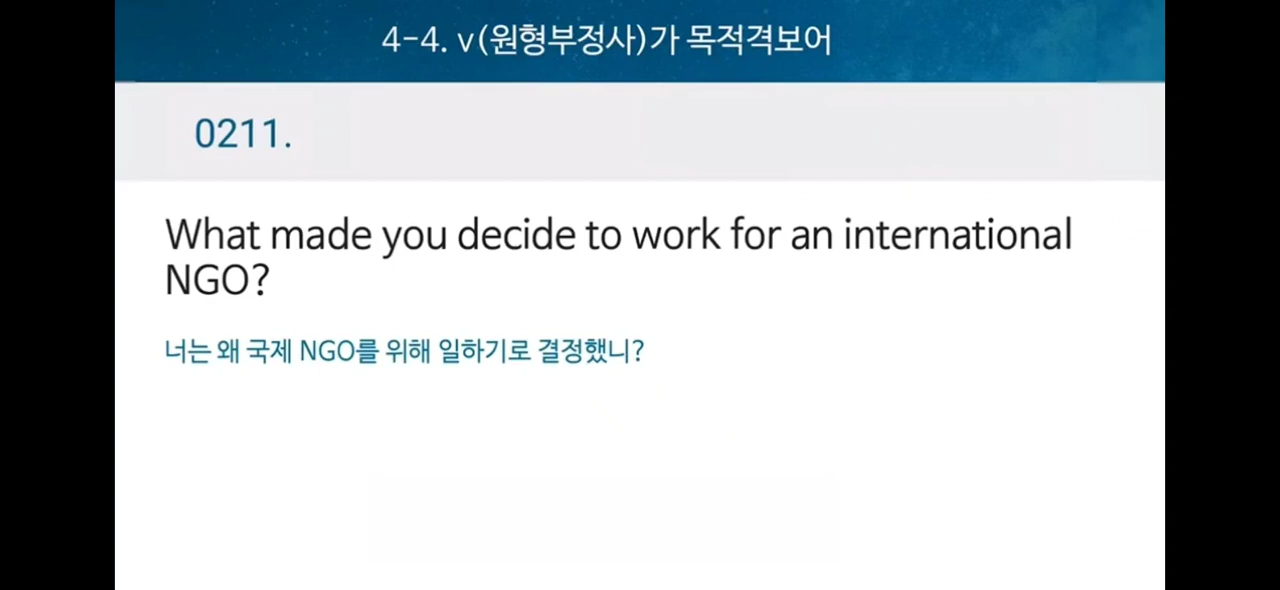 4-4. v(원형부정사)가 목적격보어
0211.
What made you decide to work for an international
NGO?
너는 왜 국제 NGO를 위해 일하기로 결정했니?